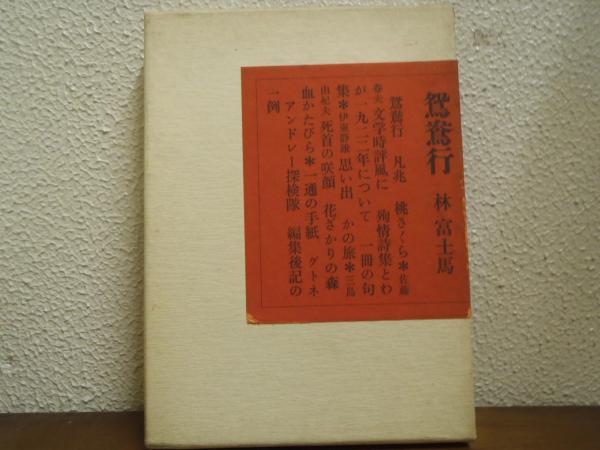 鴛鴦行 林富士馬
鴛鴦行 凡兆 桃さくら＊佐藤
春夫 文学時評風に 殉情詩集とわ
が一九二二年について 一冊の句
集＊伊東静雄 思い出 かの旅＊三島
由紀夫 死首の咲顔 花ざかりの森
血かたびら＊一通の手紙 グトネ
アンドレー探検隊 編集後記の
一例